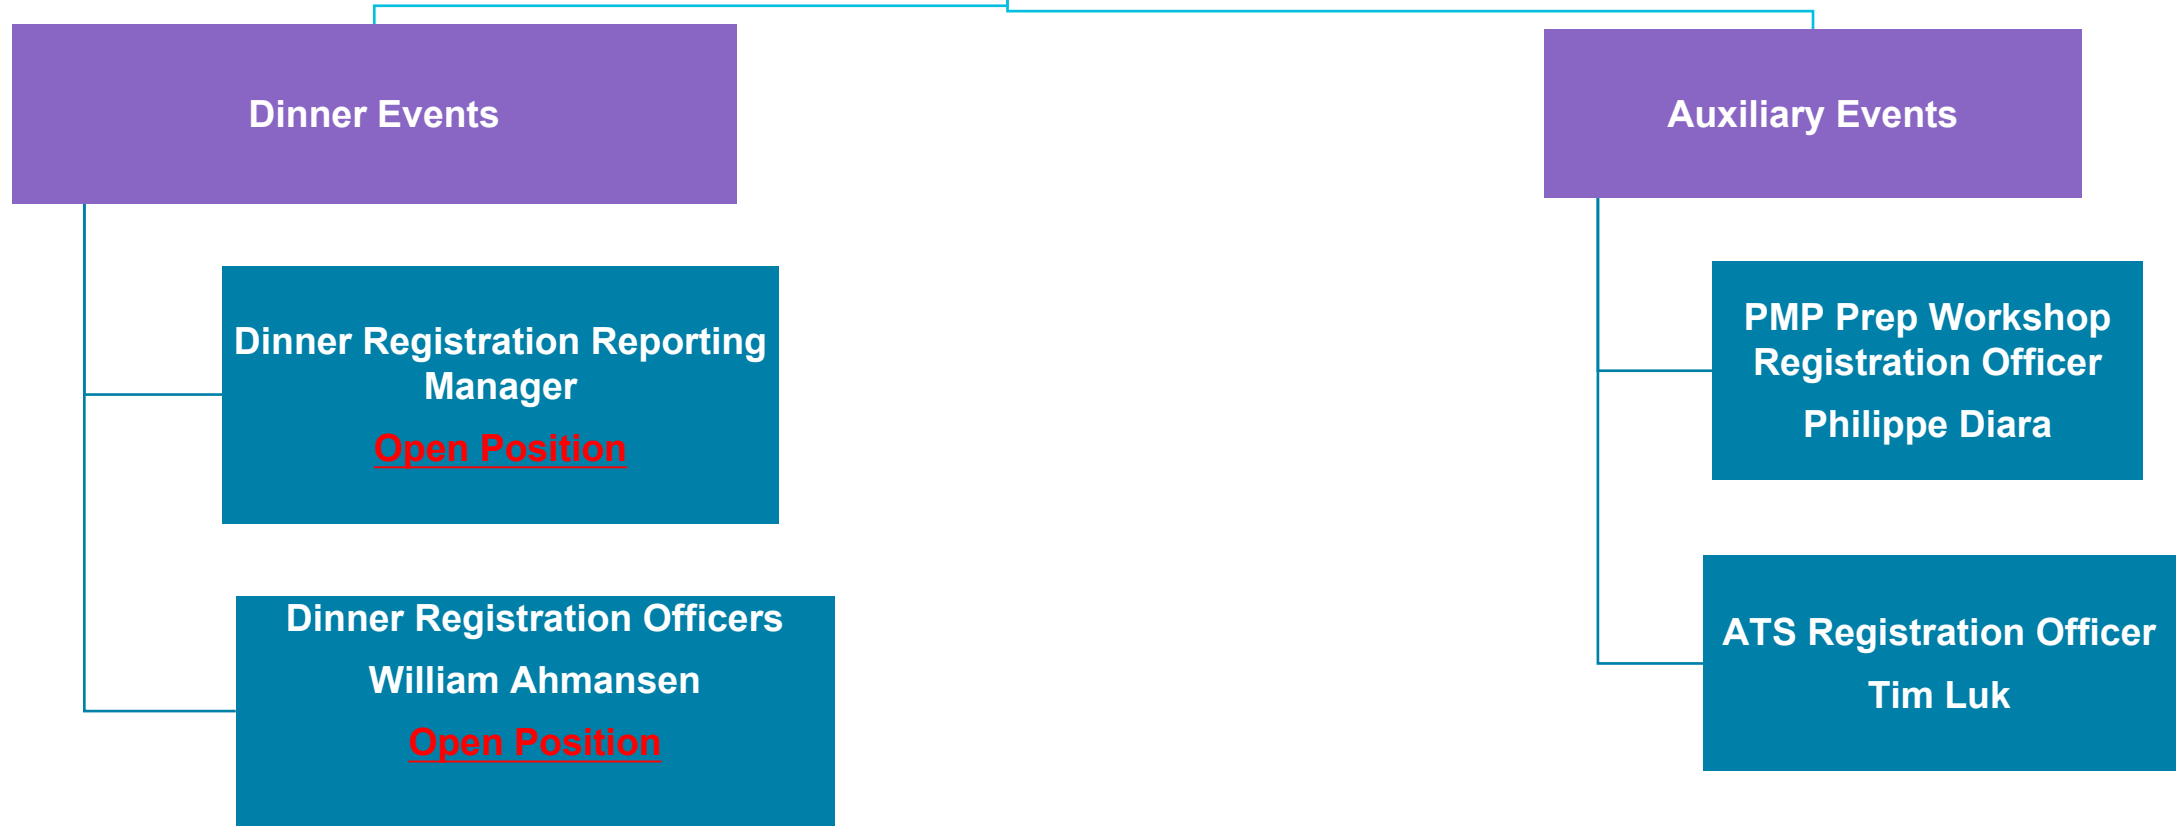 Dinner Events
Auxiliary Events
Dinner Registration Reporting
Manager
Open Position
PMP Prep Workshop
Registration Officer
Philippe Diara
Dinner Registration Officers
William Ahmansen
Open Position
ATS Registration Officer
Tim Luk